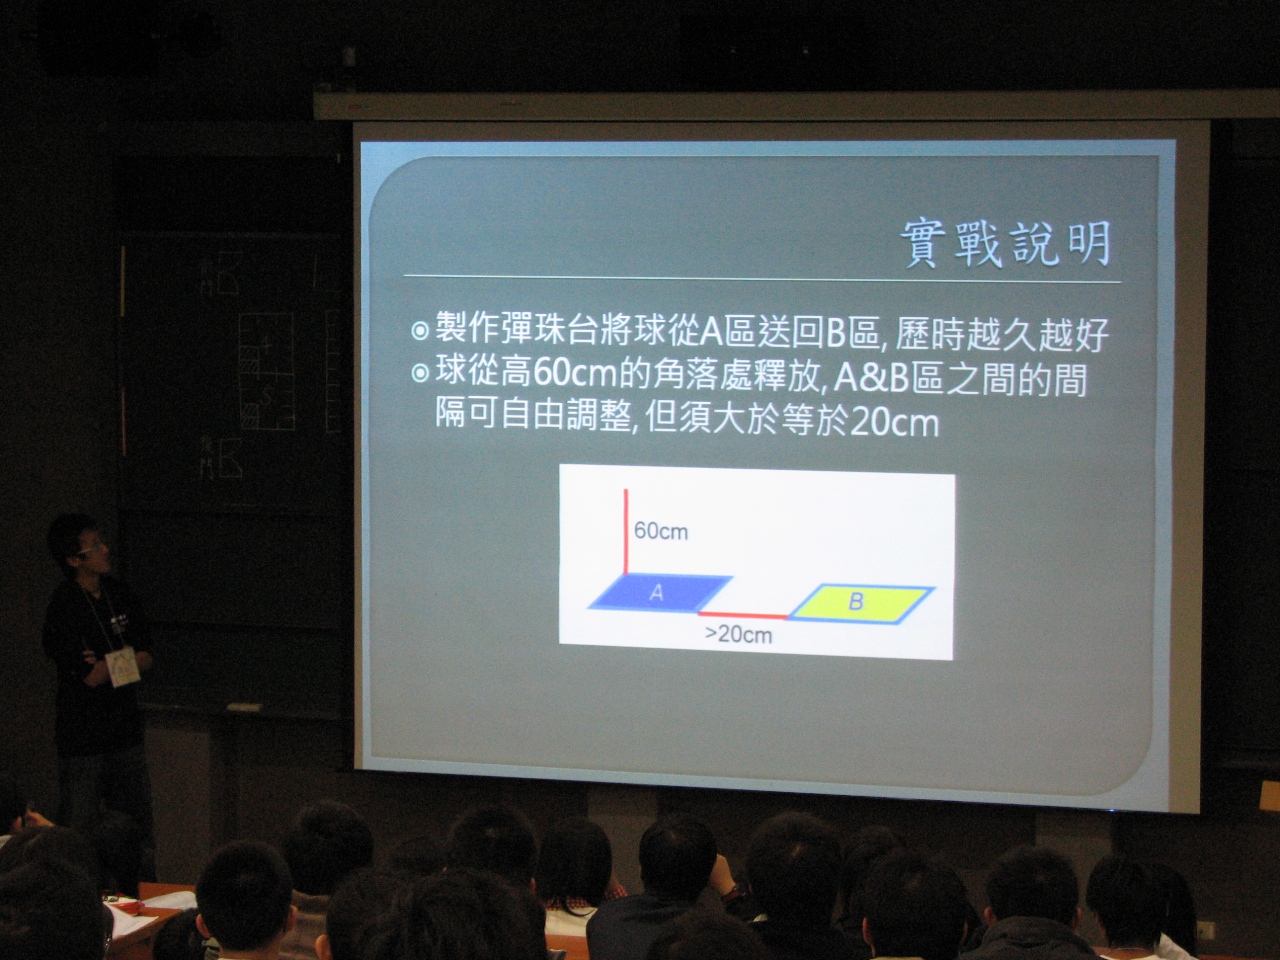 實戰說明
製作彈珠台將球從A區送回B區, 歷時越久越好
球從高60cm的角落處釋放, A&B區之間的間
隔可自由調整, 但須大於等於20cm
60cm
A
B
>20cm